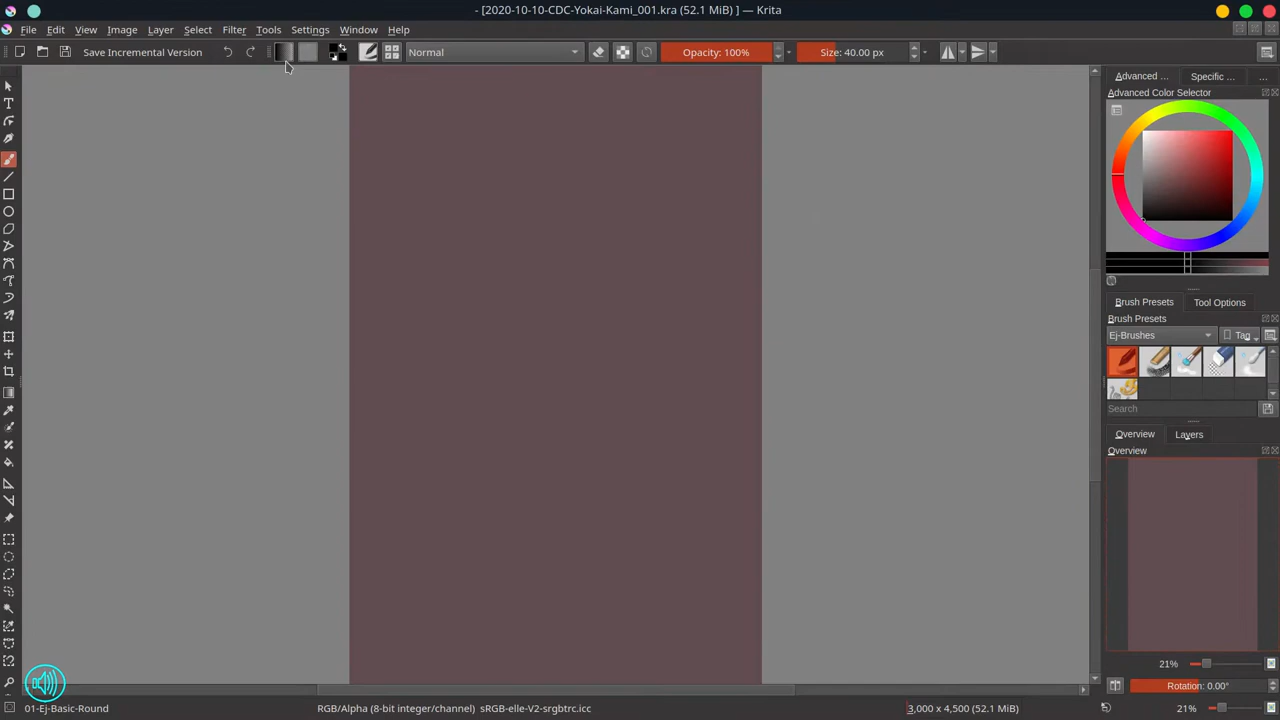 - [2020-10-10-CDC-Yokai-Kami_001.kra (52.1 MiB) ] — Krita
File Edit View Image Layer Select Filter Tools Settings Window Help
Save Incremental Version Normal Opacity: 100% Size: 40.00 px
Advanced ... Specific ... ...
Advanced Color Selector
Brush Presets Tool Options
Brush Presets
Ej-Brushes Tag
Search
Overview Layers
Overview
21%
Rotation: 0.00°
01-Ej-Basic-Round RGB/Alpha (8-bit integer/channel) sRGB-elle-V2-srgbtrc.icc 3,000 x 4,500 (52.1 MiB) 21%